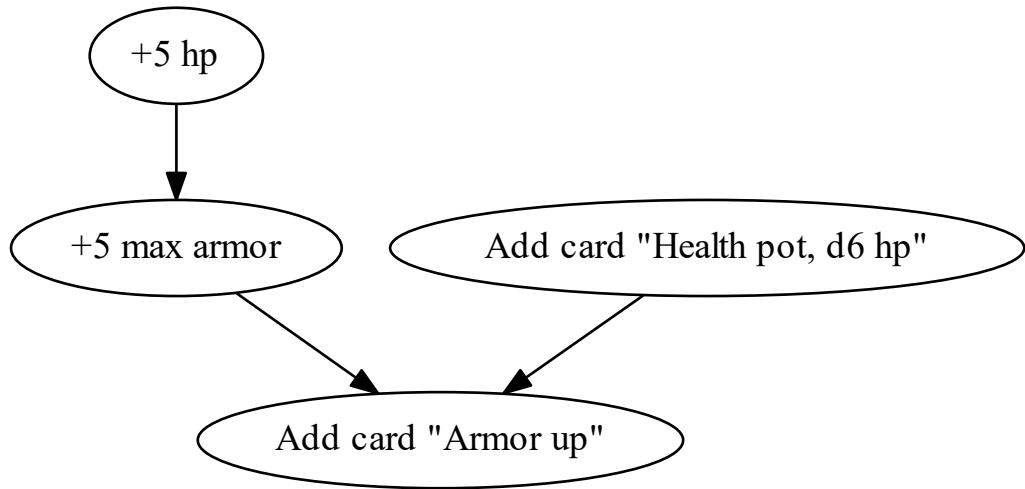 +5 hp
+5 max armor
Add card "Health pot, d6 hp"
Add card "Armor up"